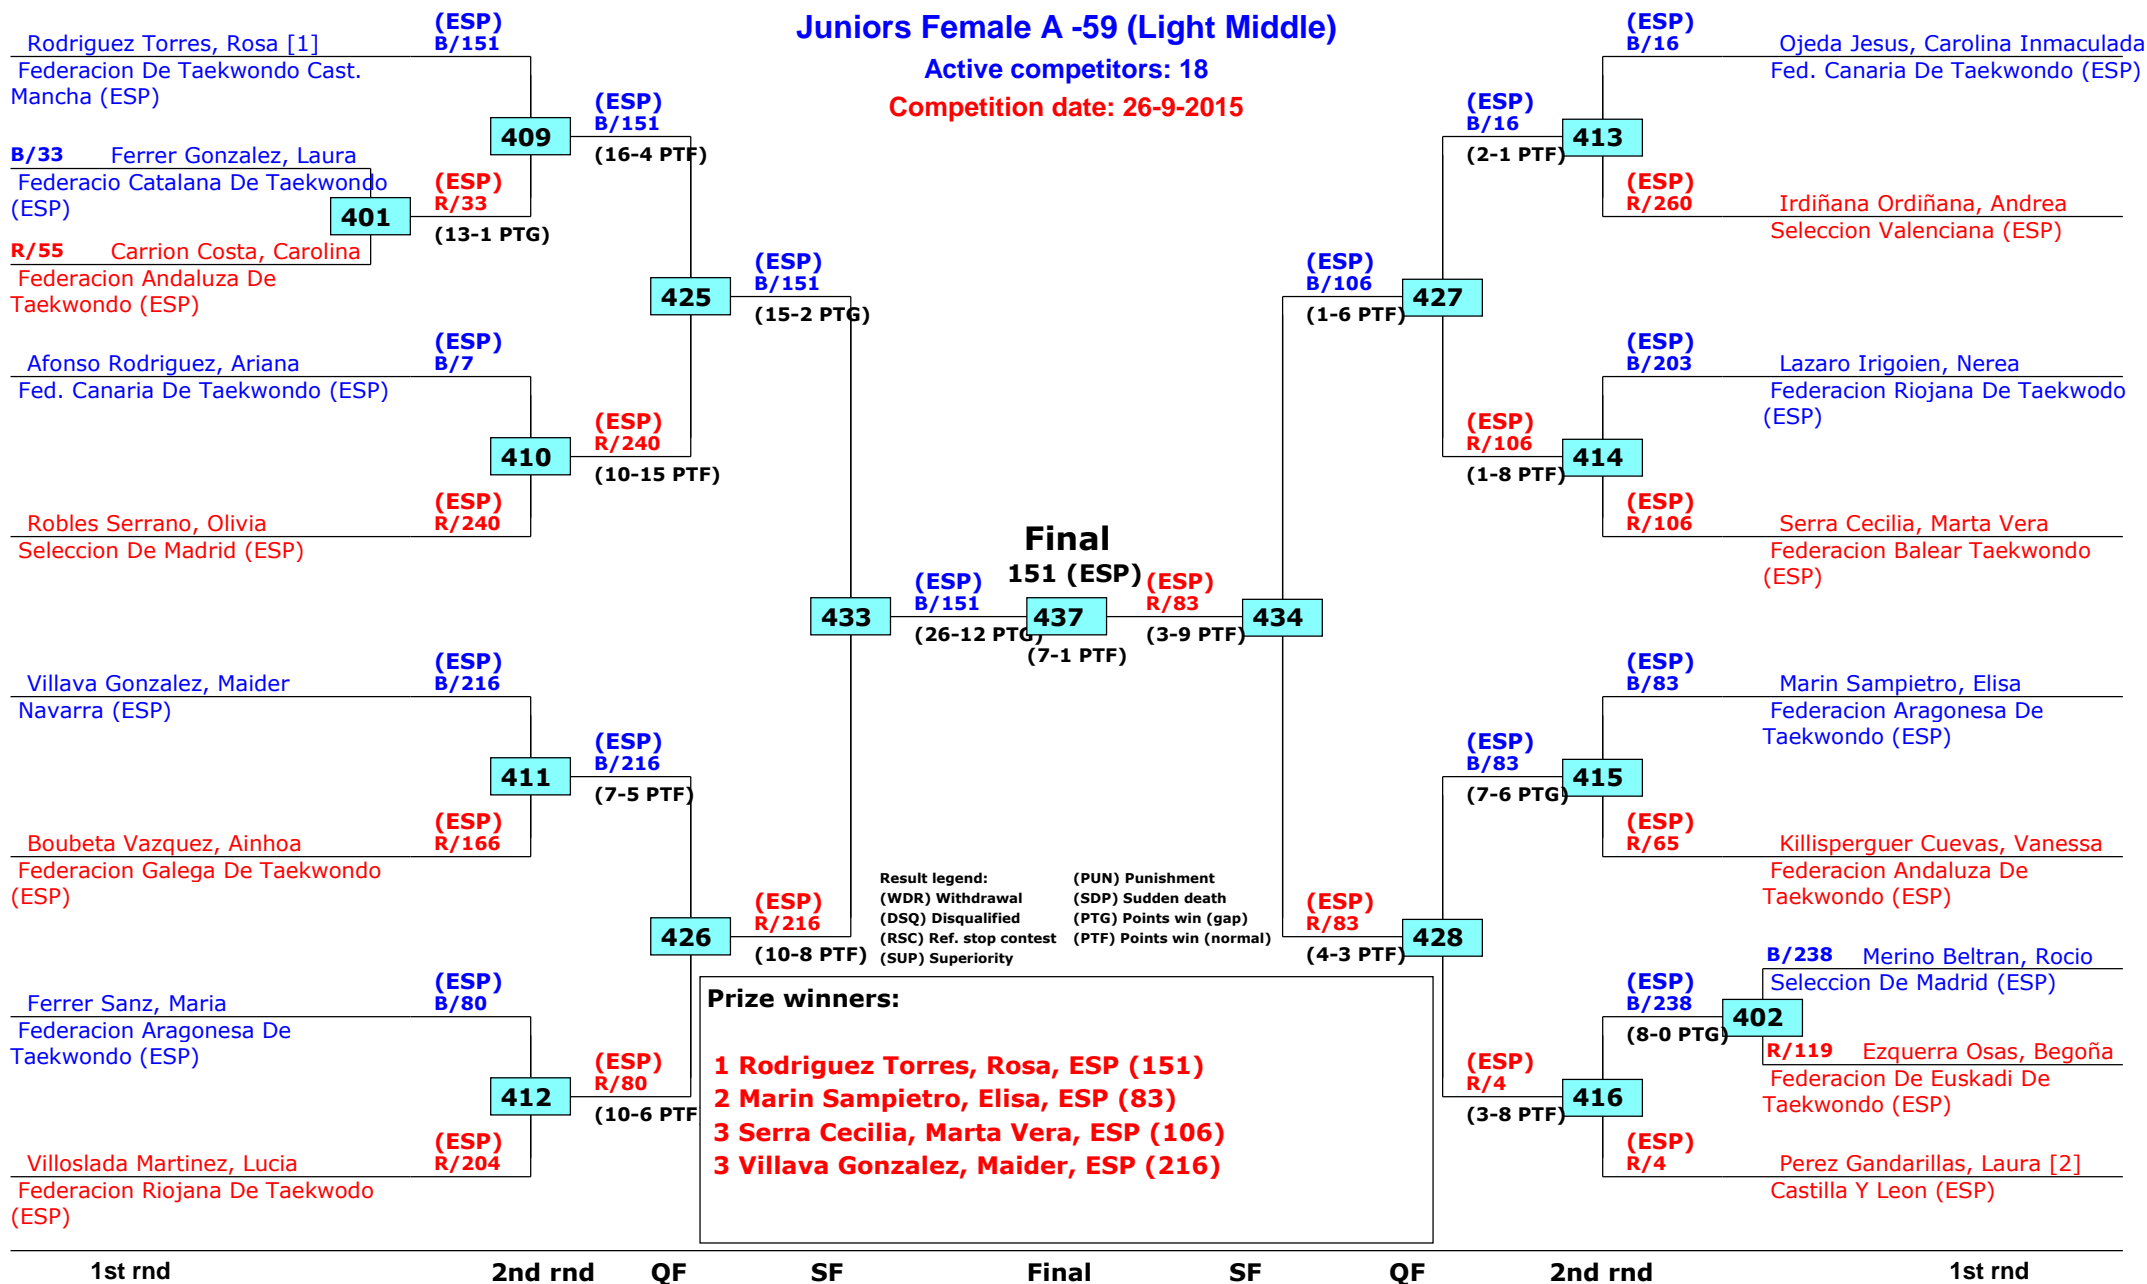 Juniors Female A -59 (Light Middle)
Active competitors: 18
Competition date: 26-9-2015
(ESP)
B/151
Rodriguez Torres, Rosa [1]
Federacion De Taekwondo Cast.
Mancha (ESP)
B/33 Ferrer Gonzalez, Laura
Federacio Catalana De Taekwondo
(ESP)
401
R/55 Carrion Costa, Carolina
Federacion Andaluza De
Taekwondo (ESP)
(ESP)
R/33
(13-1 PTG)
409
(ESP)
B/151
(16-4 PTF)
(ESP)
B/7
Afonso Rodriguez, Ariana
Fed. Canaria De Taekwondo (ESP)
410
(ESP)
R/240
(10-15 PTF)
(ESP)
R/240
Robles Serrano, Olivia
Seleccion De Madrid (ESP)
425
(ESP)
B/151
(15-2 PTG)
(ESP)
B/216
Villava Gonzalez, Maider
Navarra (ESP)
411
(ESP)
B/216
(7-5 PTF)
(ESP)
R/166
Boubeta Vazquez, Ainhoa
Federacion Galega De Taekwondo
(ESP)
426
(ESP)
R/216
(10-8 PTF)
(ESP)
B/80
Ferrer Sanz, Maria
Federacion Aragonesa De
Taekwondo (ESP)
412
(ESP)
R/80
(10-6 PTF
(ESP)
R/204
Villoslada Martinez, Lucia
Federacion Riojana De Taekwodo
(ESP)
433
(ESP)
B/151
(26-12 PTG)
Final
151 (ESP)
437
(7-1 PTF)
(ESP)
R/83
(3-9 PTF)
434
(ESP)
B/16
Ojeda Jesus, Carolina Inmaculada
Fed. Canaria De Taekwondo (ESP)
(ESP)
B/16
(2-1 PTF)
413
(ESP)
R/260
Irdiñana Ordiñana, Andrea
Seleccion Valenciana (ESP)
(ESP)
B/106
(1-6 PTF)
427
(ESP)
B/203
Lazaro Irigoien, Nerea
Federacion Riojana De Taekwodo
(ESP)
(ESP)
R/106
(1-8 PTF)
414
(ESP)
R/106
Serra Cecilia, Marta Vera
Federacion Balear Taekwondo
(ESP)
(ESP)
B/83
Marin Sampietro, Elisa
Federacion Aragonesa De
Taekwondo (ESP)
(ESP)
B/83
(7-6 PTG)
415
(ESP)
R/65
Killisperguer Cuevas, Vanessa
Federacion Andaluza De
Taekwondo (ESP)
(ESP)
R/83
(4-3 PTF)
428
B/238 Merino Beltran, Rocio
Seleccion De Madrid (ESP)
(ESP)
B/238
(8-0 PTG)
402
R/119 Ezquerra Osas, Begoña
Federacion De Euskadi De
Taekwondo (ESP)
(ESP)
R/4
(3-8 PTF)
416
(ESP)
R/4
Perez Gandarillas, Laura [2]
Castilla Y Leon (ESP)
Result legend:
(WDR) Withdrawal
(DSQ) Disqualified
(RSC) Ref. stop contest
(SUP) Superiority
(PUN) Punishment
(SDP) Sudden death
(PTG) Points win (gap)
(PTF) Points win (normal)
Prize winners:
1 Rodriguez Torres, Rosa, ESP (151)
2 Marin Sampietro, Elisa, ESP (83)
3 Serra Cecilia, Marta Vera, ESP (106)
3 Villava Gonzalez, Maider, ESP (216)
1st rnd 2nd rnd QF SF Final SF QF 2nd rnd 1st rnd